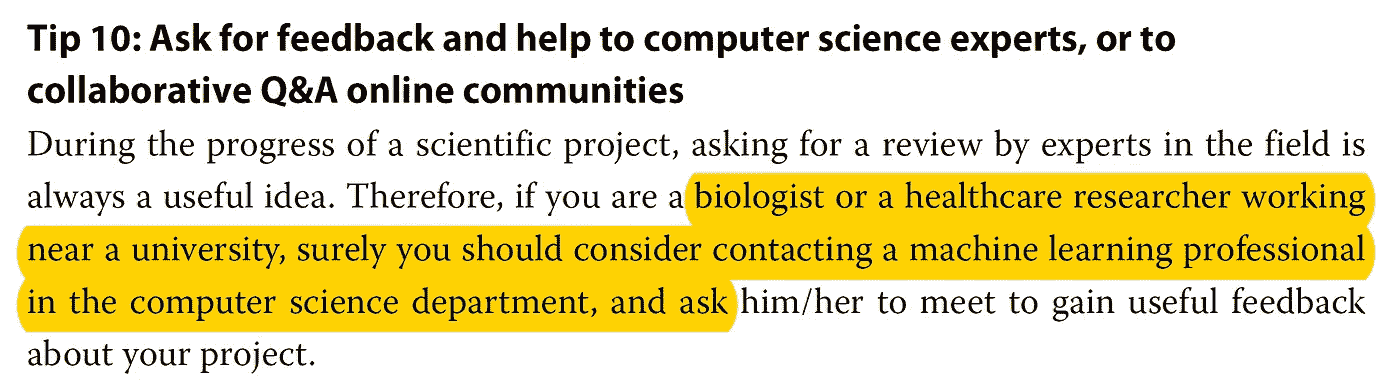 Tip 10: Ask for feedback and help to computer science experts, or to
collaborative Q&A online communities
During the progress of a scientific project, asking for a review by experts in the field is
always a useful idea. Therefore, if you are a biologist or a healthcare researcher working
near a university, surely you should consider contacting a machine learning professional
in the computer science department, and ask him/her to meet to gain useful feedback
about your project.